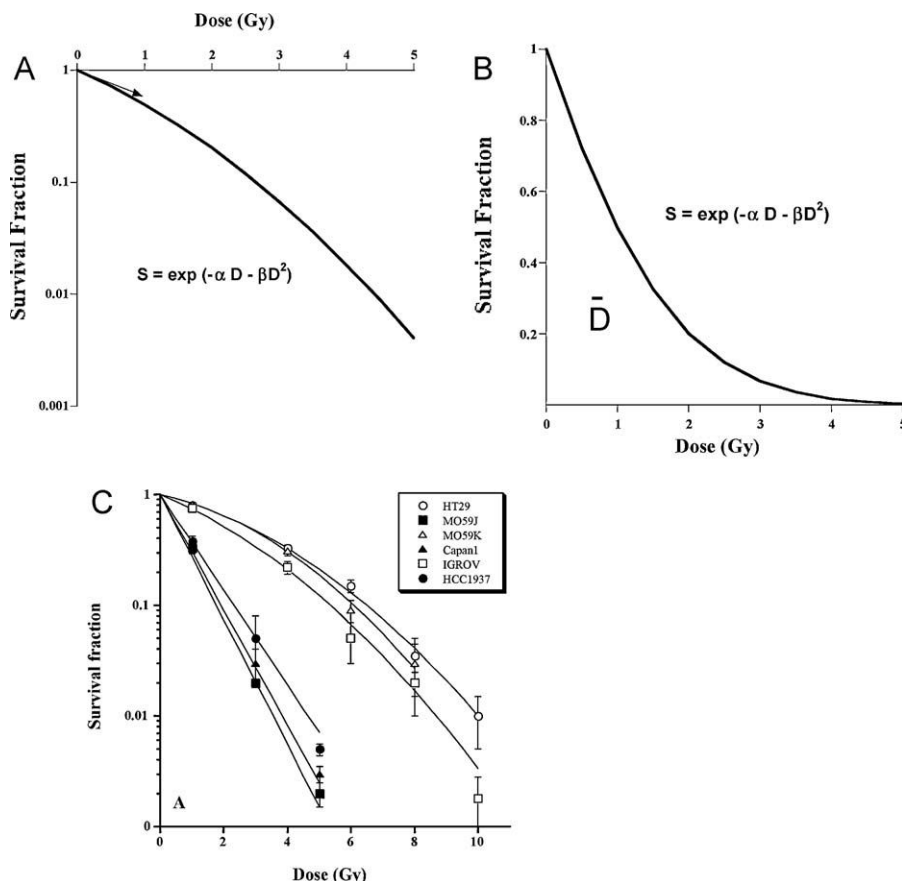 Dose (Gy)
0 1 2 3 4 5
A
1
0.1
0.01
0.001
Survival Fraction
S = exp (-α D - βD²)
B
1
0.8
0.6
0.4
0.2
Survival Fraction
S = exp (-α D - βD²)
D̄
0 1 2 3 4 5
Dose (Gy)
C
1
0.1
0.01
0
Survival fraction
HT29
MO59J
MO59K
Capan1
IGROV
HCC1937
A
0 2 4 6 8 10
Dose (Gy)